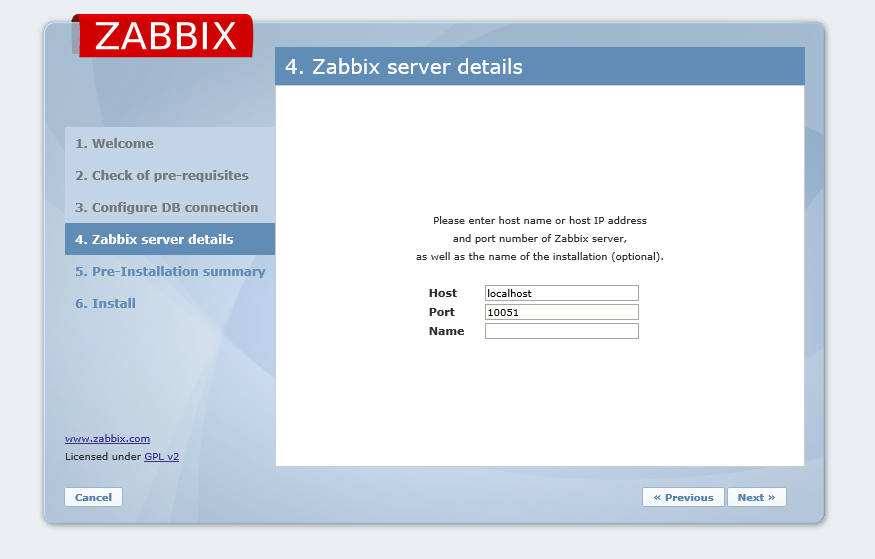 ZABBIX
4. Zabbix server details
1. Welcome
2. Check of pre-requisites
3. Configure DB connection
4. Zabbix server details
5. Pre-Installation summary
6. Install
Please enter host name or host IP address
and port number of Zabbix server,
as well as the name of the installation (optional).
Host localhost
Port 10051
Name
www.zabbix.com
Licensed under GPL v2
Cancel
« Previous
Next »